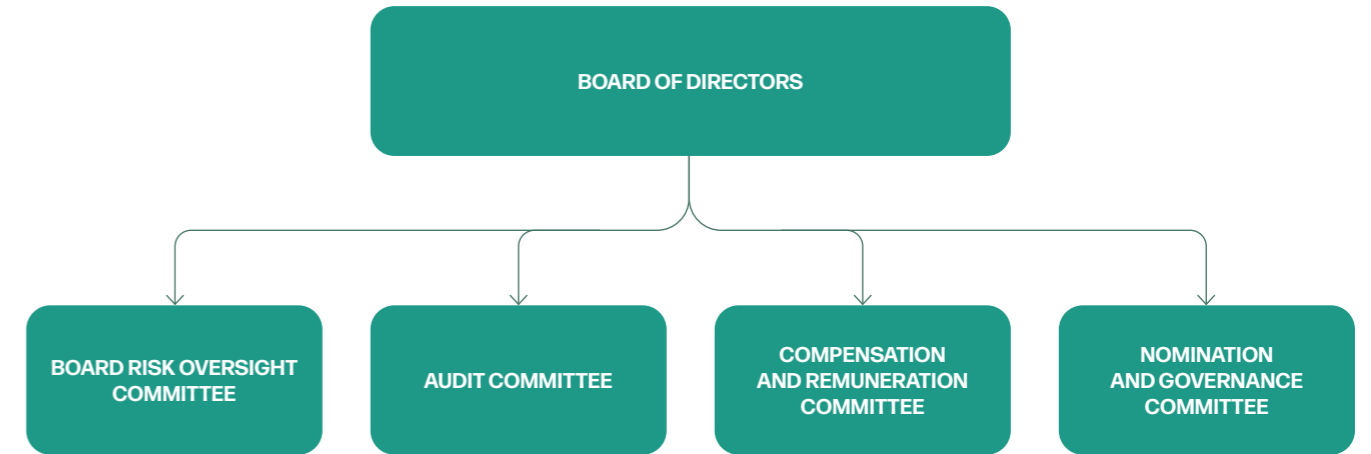 BOARD OF DIRECTORS
BOARD RISK OVERSIGHT
COMMITTEE
AUDIT COMMITTEE
COMPENSATION
AND REMUNERATION
COMMITTEE
NOMINATION
AND GOVERNANCE
COMMITTEE